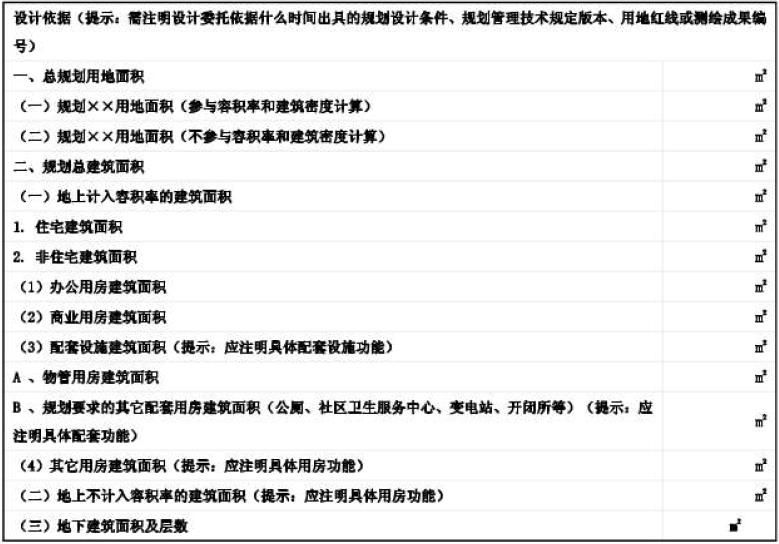 设计依据（提示：需注明设计委托依据什么时间出具的规划设计条件、规划管理技术规定版本、用地红线或测绘成果编
号）
一、总规划用地面积 ㎡
（一）规划××用地面积（参与容积率和建筑密度计算） ㎡
（二）规划××用地面积（不参与容积率和建筑密度计算） ㎡
二、规划总建筑面积 ㎡
（一）地上计入容积率的建筑面积 ㎡
1. 住宅建筑面积 ㎡
2. 非住宅建筑面积 ㎡
（1）办公用房建筑面积 ㎡
（2）商业用房建筑面积 ㎡
（3）配套设施建筑面积（提示：应注明具体配套设施功能） ㎡
A 、物管用房建筑面积 ㎡
B 、规划要求的其它配套用房建筑面积（公厕、社区卫生服务中心、变电站、开闭所等）（提示：应
注明具体配套功能） ㎡
（4）其它用房建筑面积（提示：应注明具体用房功能） ㎡
（二）地上不计入容积率的建筑面积（提示：应注明具体用房功能） ㎡
（三）地下建筑面积及层数 ㎡